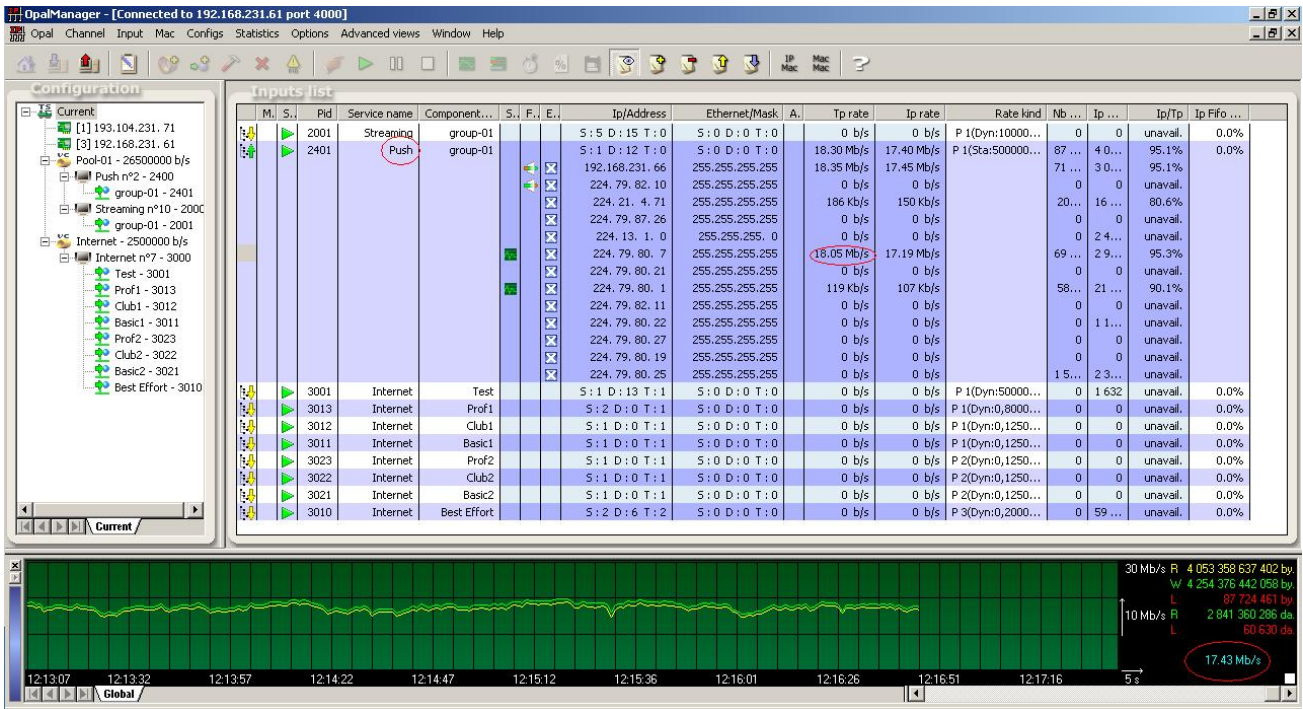 OpalManager - [Connected to 192.168.231.61 port 4000]
Opal Channel Input Mac Configs Statistics Options Advanced views Window Help
IP Mac Mac Mac
Configuration
TS Current
[1] 193.104.231. 71
[3] 192.168.231. 61
Pool-01 - 26500000 b/s
Push n°2 - 2400
group-01 - 2401
Streaming n°10 - 2000
group-01 - 2001
Internet - 2500000 b/s
Internet n°7 - 3000
Test - 3001
Prof1 - 3013
Club1 - 3012
Basic1 - 3011
Prof2 - 3023
Club2 - 3022
Basic2 - 3021
Best Effort - 3010
Current
Inputs list
M. S.. Pid Service name Component... S.. F.. E.. Ip/Address Ethernet/Mask A. Tp rate Ip rate Rate kind Nb ... Ip ... Ip/Tp Ip Fifo ...
2001 Streaming group-01 S : 5 D : 15 T : 0 S : 0 D : 0 T : 0 0 b/s 0 b/s P 1(Dyn:10000... 0 0 unavail. 0.0%
2401 Push group-01 S : 1 D : 12 T : 0 S : 0 D : 0 T : 0 18.30 Mb/s 17.40 Mb/s P 1(Sta:500000... 87 ... 4 0... 95.1% 0.0%
192.168.231. 66 255.255.255.255 18.35 Mb/s 17.45 Mb/s 71 ... 3 0... 95.1%
224. 79. 82. 10 255.255.255.255 0 b/s 0 b/s 0 0 unavail.
224. 21. 4. 71 255.255.255.255 186 Kb/s 150 Kb/s 20... 16 ... 80.6%
224. 79. 87. 26 255.255.255.255 0 b/s 0 b/s 0 0 unavail.
224. 13. 1. 0 255.255.255. 0 0 b/s 0 b/s 0 2 4... unavail.
224. 79. 80. 7 255.255.255.255 18.05 Mb/s 17.19 Mb/s 69 ... 2 9... 95.3%
224. 79. 80. 21 255.255.255.255 0 b/s 0 b/s 0 0 unavail.
224. 79. 80. 1 255.255.255.255 119 Kb/s 107 Kb/s 58... 21 ... 90.1%
224. 79. 82. 11 255.255.255.255 0 b/s 0 b/s 0 0 unavail.
224. 79. 80. 22 255.255.255.255 0 b/s 0 b/s 0 1 1... unavail.
224. 79. 80. 27 255.255.255.255 0 b/s 0 b/s 0 0 unavail.
224. 79. 80. 19 255.255.255.255 0 b/s 0 b/s 0 0 unavail.
224. 79. 80. 25 255.255.255.255 0 b/s 0 b/s 1 5... 2 3... unavail.
3001 Internet Test S : 1 D : 13 T : 1 S : 0 D : 0 T : 0 0 b/s 0 b/s P 1(Dyn:50000... 0 1 632 unavail. 0.0%
3013 Internet Prof1 S : 2 D : 0 T : 1 S : 0 D : 0 T : 0 0 b/s 0 b/s P 1(Dyn:0,8000... 0 0 unavail. 0.0%
3012 Internet Club1 S : 1 D : 0 T : 1 S : 0 D : 0 T : 0 0 b/s 0 b/s P 1(Dyn:0,1250... 0 0 unavail. 0.0%
3011 Internet Basic1 S : 1 D : 0 T : 1 S : 0 D : 0 T : 0 0 b/s 0 b/s P 1(Dyn:0,1250... 0 0 unavail. 0.0%
3023 Internet Prof2 S : 1 D : 0 T : 1 S : 0 D : 0 T : 0 0 b/s 0 b/s P 2(Dyn:0,1250... 0 0 unavail. 0.0%
3022 Internet Club2 S : 1 D : 0 T : 1 S : 0 D : 0 T : 0 0 b/s 0 b/s P 2(Dyn:0,1250... 0 0 unavail. 0.0%
3021 Internet Basic2 S : 1 D : 0 T : 1 S : 0 D : 0 T : 0 0 b/s 0 b/s P 2(Dyn:0,1250... 0 0 unavail. 0.0%
3010 Internet Best Effort S : 2 D : 6 T : 2 S : 0 D : 0 T : 0 0 b/s 0 b/s P 3(Dyn:0,2000... 0 59 ... unavail. 0.0%
30 Mb/s R 4 053 358 637 402 by.
W 4 254 376 442 058 by.
L 87 724 461 by.
10 Mb/s R 2 841 360 286 da.
L 60 630 da.
17.43 Mb/s
12:13:07 12:13:32 12:13:57 12:14:22 12:14:47 12:15:12 12:15:36 12:16:01 12:16:26 12:16:51 12:17:16 5 s
Global